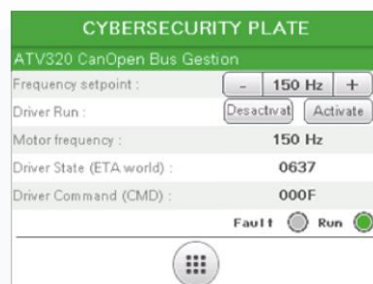 CYBERSECURITY PLATE
ATV320 CanOpen Bus Gestion
Frequency setpoint : - 150 Hz +
Driver Run : Desactivat Activate
Motor frequency : 150 Hz
Driver State (ETA world) : 0637
Driver Command (CMD) : 000F
Fault Run